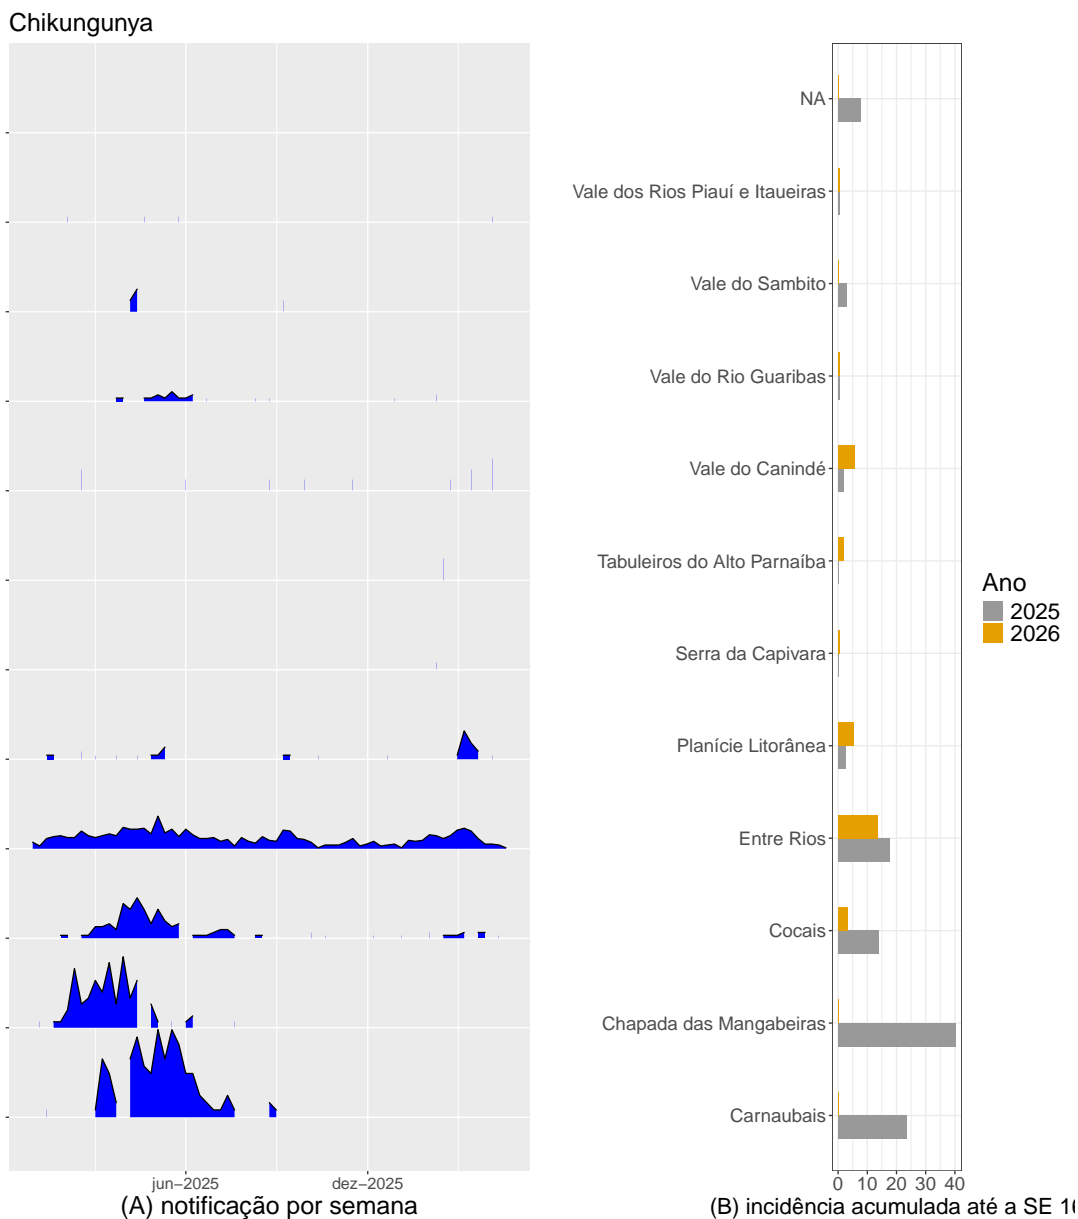 Chikungunya
NA
Vale dos Rios Piauí e Itaueiras
Vale do Sambito
Vale do Rio Guaribas
Vale do Canindé
Tabuleiros do Alto Parnaíba
Serra da Capivara
Planície Litorânea
Entre Rios
Cocais
Chapada das Mangabeiras
Carnaubais
Ano
2025
2026
jun−2025
dez−2025
0 10 20 30 40
(A) notificação por semana
(B) incidência acumulada até a SE 16